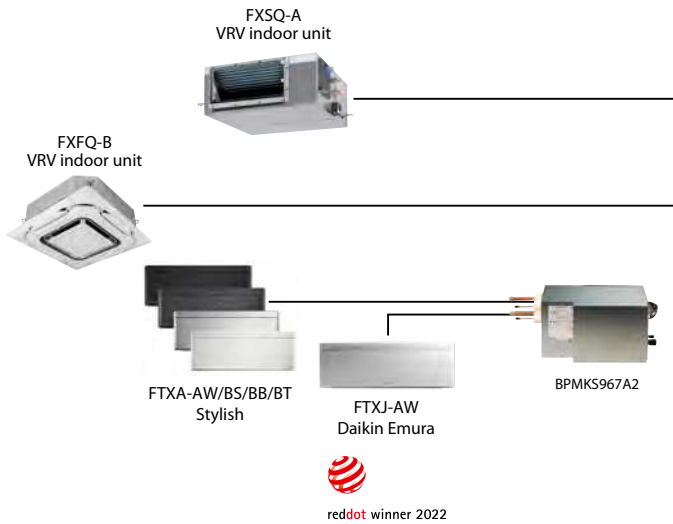 FXSQ-A
VRV indoor unit
FXFQ-B
VRV indoor unit
FTXA-AW/BS/BB/BT
Stylish
FTXJ-AW
Daikin Emura
BPMKS967A2
reddot winner 2022